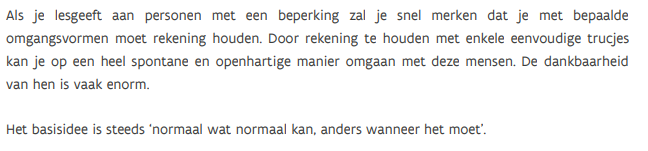 Als je lesgeeft aan personen met een beperking zal je snel merken dat je met bepaalde
omgangsvormen moet rekening houden. Door rekening te houden met enkele eenvoudige trucjes
kan je op een heel spontane en openhartige manier omgaan met deze mensen. De dankbaarheid
van hen is vaak enorm.
Het basisidee is steeds ‘normaal wat normaal kan, anders wanneer het moet’.